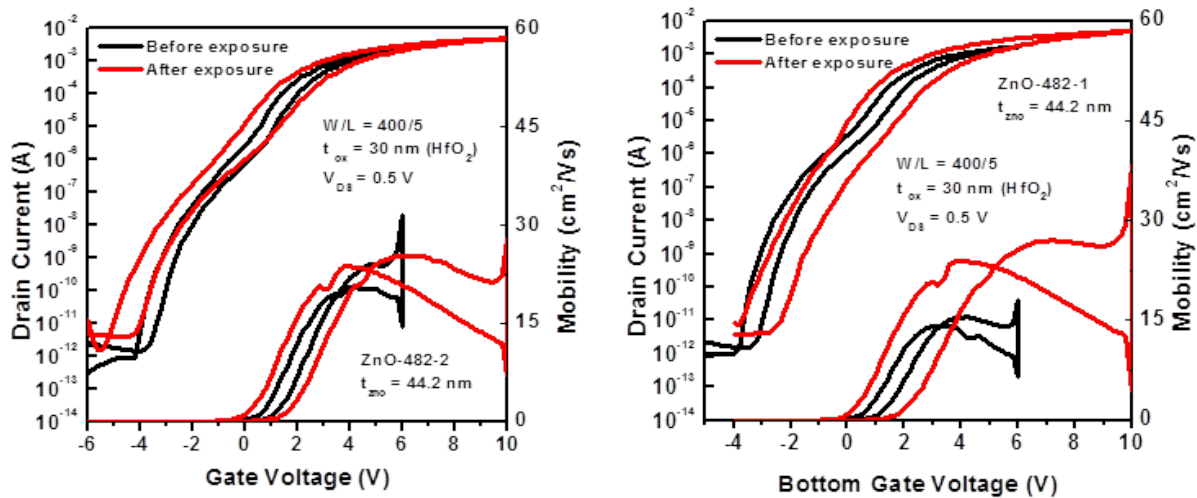 10⁻²
10⁻³
10⁻⁴
10⁻⁵
10⁻⁶
10⁻⁷
10⁻⁸
10⁻⁹
10⁻¹⁰
10⁻¹¹
10⁻¹²
10⁻¹³
10⁻¹⁴
Drain Current (A)
Before exposure
After exposure
W/L = 400/5
t_ox = 30 nm (HfO₂)
V_DS = 0.5 V
ZnO-482-2
t_zno = 44.2 nm
60
45
30
15
0
Mobility (cm²/Vs)
-6 -4 -2 0 2 4 6 8 10
Gate Voltage (V)
10⁻²
10⁻³
10⁻⁴
10⁻⁵
10⁻⁶
10⁻⁷
10⁻⁸
10⁻⁹
10⁻¹⁰
10⁻¹¹
10⁻¹²
10⁻¹³
10⁻¹⁴
Drain Current (A)
Before exposure
After exposure
ZnO-482-1
t_zno = 44.2 nm
W/L = 400/5
t_ox = 30 nm (HfO₂)
V_DS = 0.5 V
60
45
30
15
0
Mobility (cm²/Vs)
-4 -2 0 2 4 6 8 10
Bottom Gate Voltage (V)